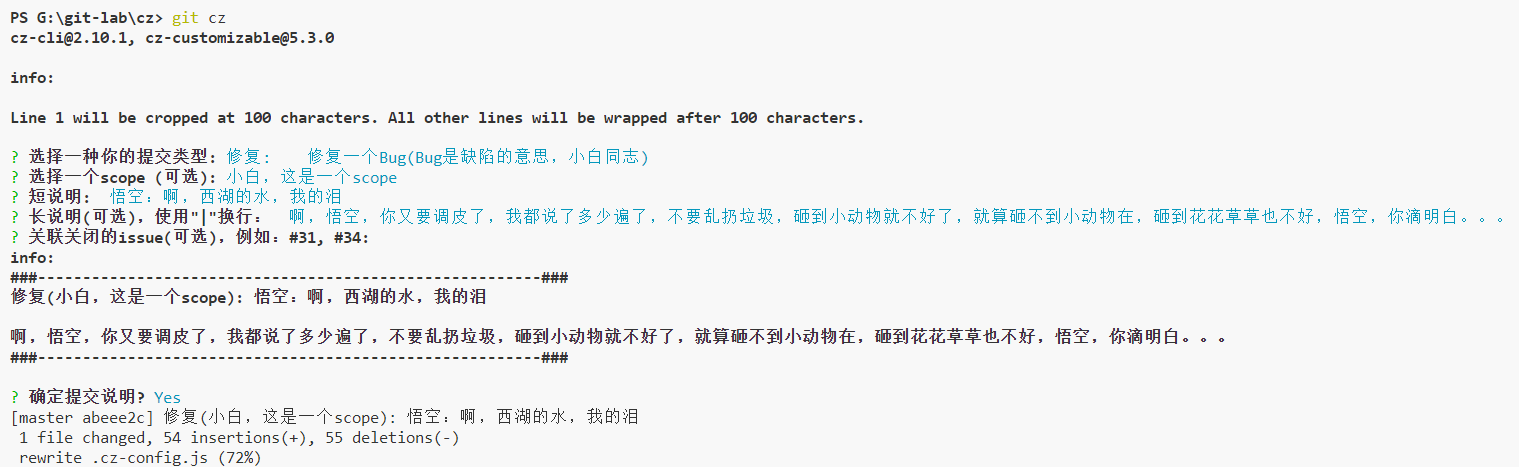 PS G:\git-lab\cz> git cz
cz-cli@2.10.1, cz-customizable@5.3.0
info:
Line 1 will be cropped at 100 characters. All other lines will be wrapped after 100 characters.
? 选择一种你的提交类型: 修复:   修复一个Bug(Bug是缺陷的意思，小白同志)
? 选择一个scope (可选): 小白，这是一个scope
? 短说明:  悟空：啊，西湖的水，我的泪
? 长说明(可选)，使用"|"换行:  啊，悟空，你又要调皮了，我都说了多少遍了，不要乱扔垃圾，砸到小动物就不好了，就算砸不到小动物在，砸到花花草草也不好，悟空，你滴明白。。。
? 关联关闭的issue(可选)，例如：#31, #34:
info:
###--------------------------------------------------------###
修复(小白，这是一个scope): 悟空：啊，西湖的水，我的泪
啊，悟空，你又要调皮了，我都说了多少遍了，不要乱扔垃圾，砸到小动物就不好了，就算砸不到小动物在，砸到花花草草也不好，悟空，你滴明白。。。
###--------------------------------------------------------###
? 确定提交说明? Yes
[master abeee2c] 修复(小白，这是一个scope): 悟空：啊，西湖的水，我的泪
1 file changed, 54 insertions(+), 55 deletions(-)
rewrite .cz-config.js (72%)